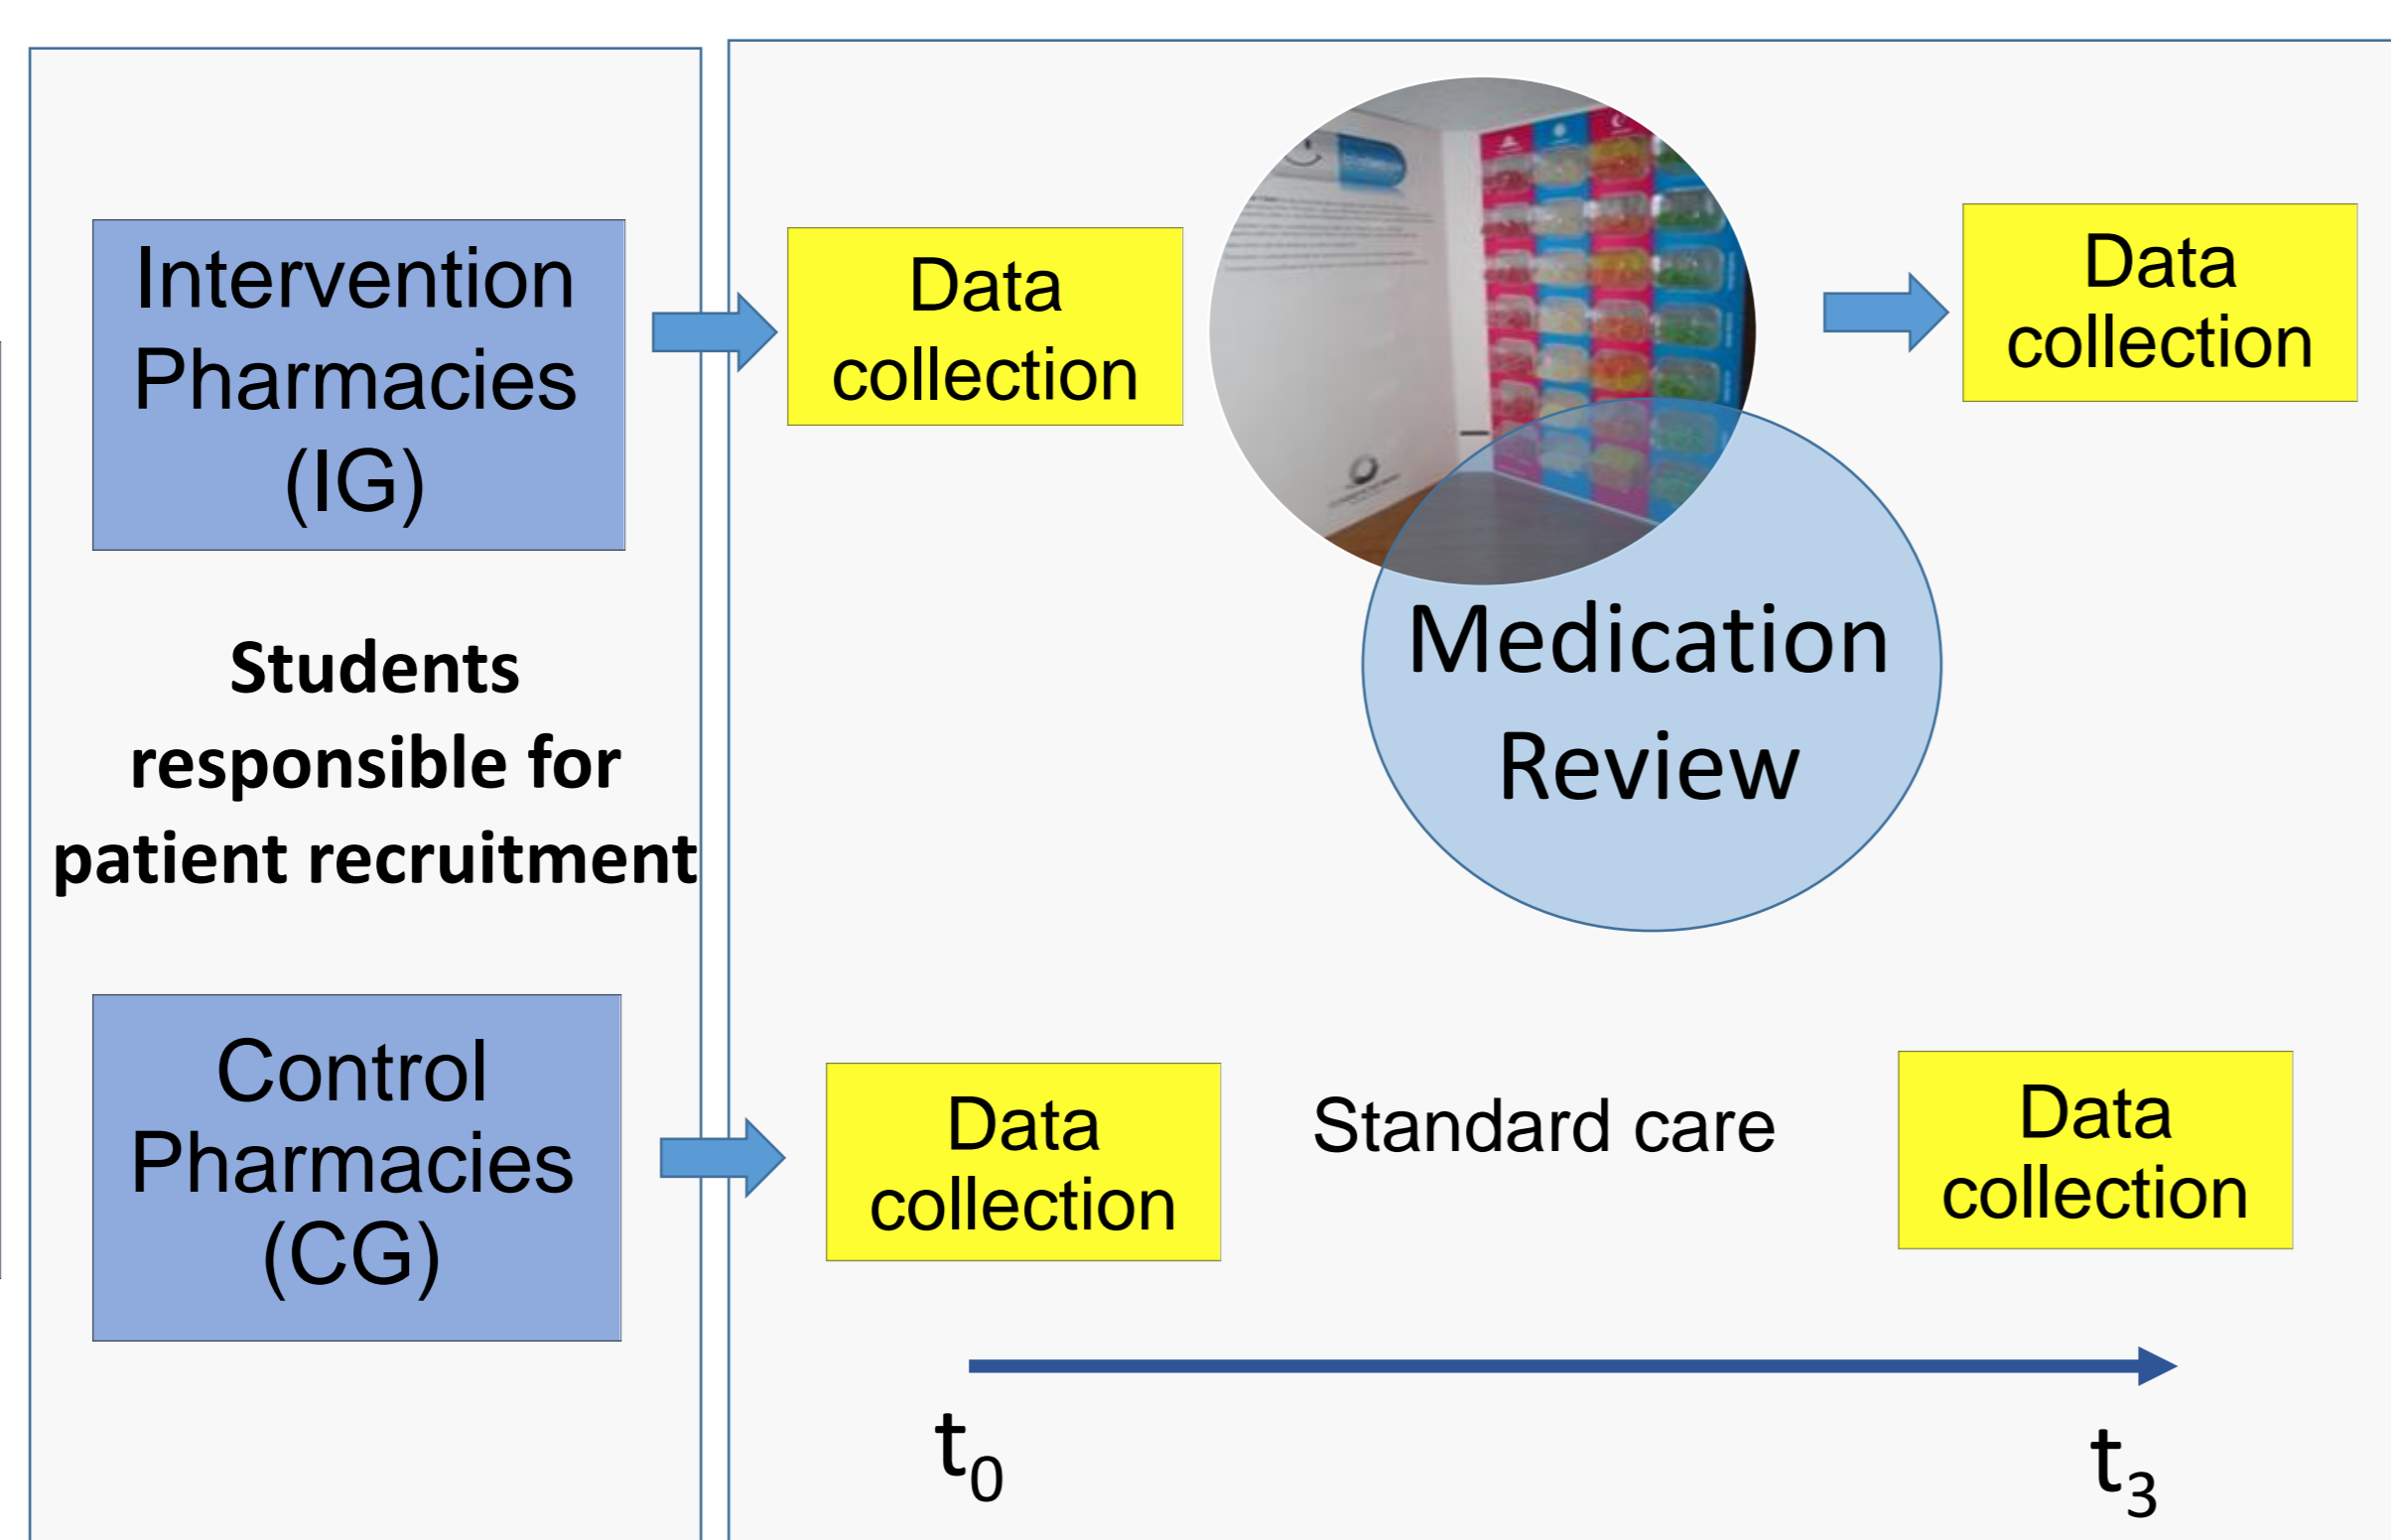 Intervention
Pharmacies
(IG)
Students
responsible for
patient recruitment
Control
Pharmacies
(CG)
Data
collection
Medication
Review
Data
collection
Data
collection
Standard care
Data
collection
t₀
t₃